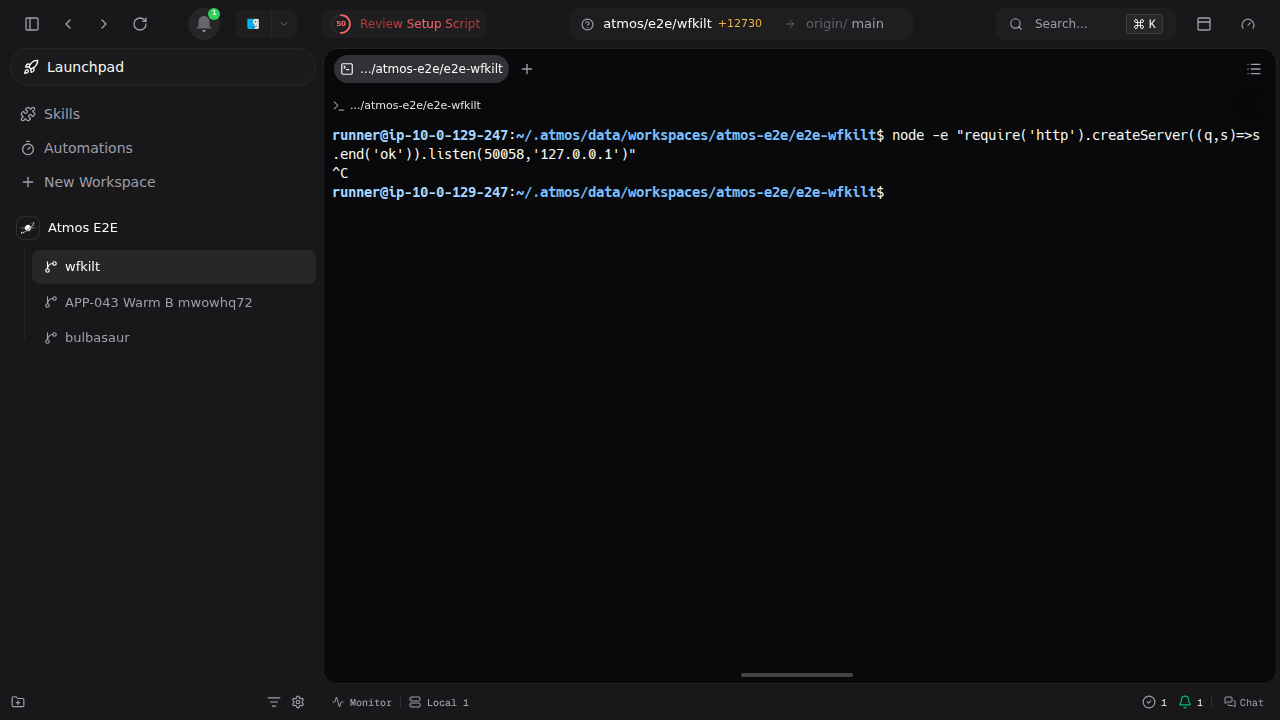 1
50 Review Setup Script
atmos/e2e/wfkilt +12730 → origin/ main
Search... ⌘ K
Launchpad
Skills
Automations
New Workspace
Atmos E2E
wfkilt
APP-043 Warm B mwowhq72
bulbasaur
.../atmos-e2e/e2e-wfkilt
.../atmos-e2e/e2e-wfkilt
runner@ip-10-0-129-247:~/.atmos/data/workspaces/atmos-e2e/e2e-wfkilt$ node -e "require('http').createServer((q,s)=>s
.end('ok')).listen(50058,'127.0.0.1')"
^C
runner@ip-10-0-129-247:~/.atmos/data/workspaces/atmos-e2e/e2e-wfkilt$
Monitor Local 1
1 1 Chat